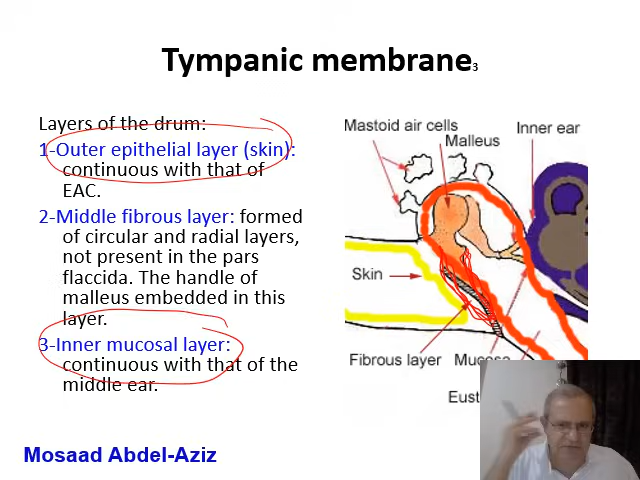 Tympanic membrane3
Layers of the drum:
1-Outer epithelial layer (skin):
continuous with that of
EAC.
2-Middle fibrous layer: formed
of circular and radial layers,
not present in the pars
flaccida. The handle of
malleus embedded in this
layer.
3-Inner mucosal layer:
continuous with that of the
middle ear.
Mastoid air cells
Malleus
Inner ear
Skin
Fibrous layer
Mosaad Abdel-Aziz